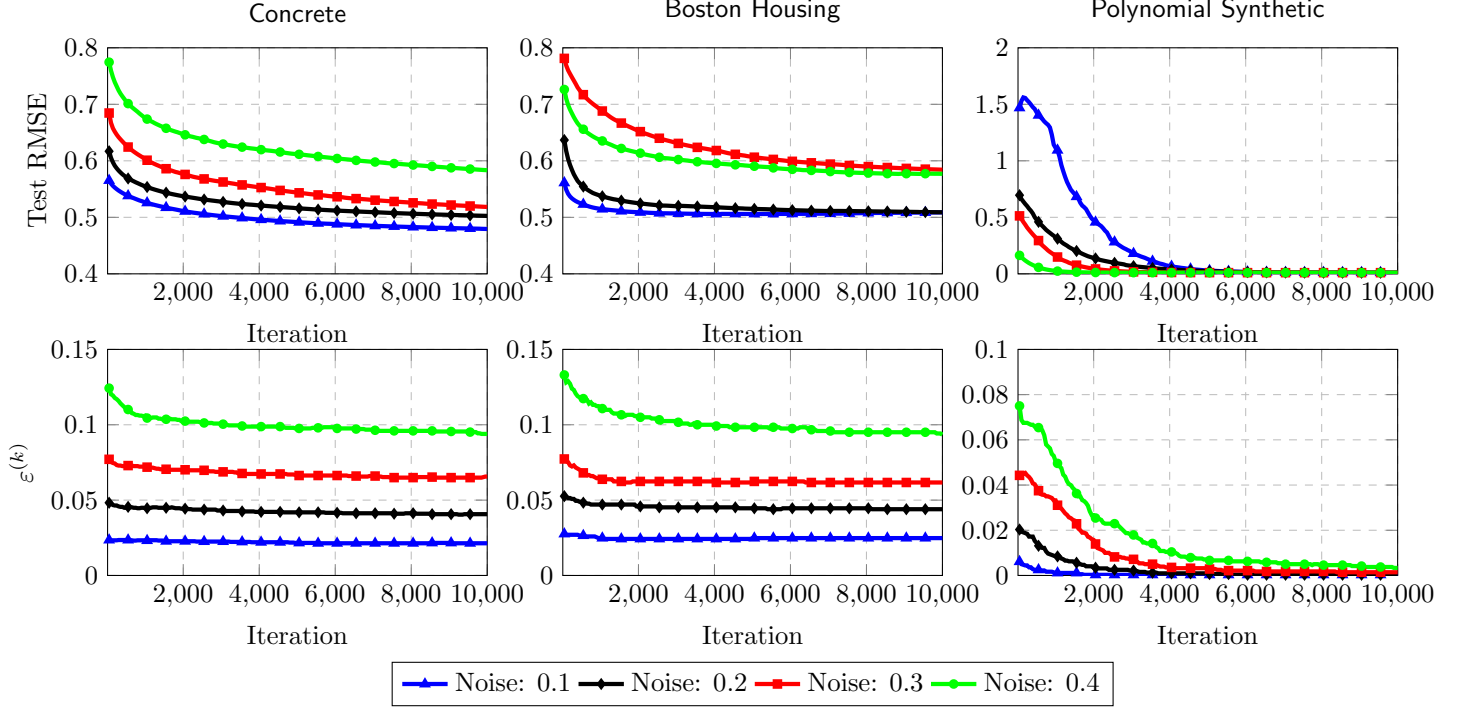 Concrete
Boston Housing
Polynomial Synthetic
Test RMSE
0.8
0.7
0.6
0.5
0.4
2,000 4,000 6,000 8,000 10,000
Iteration
0.8
0.7
0.6
0.5
0.4
2,000 4,000 6,000 8,000 10,000
Iteration
2
1.5
1
0.5
0
2,000 4,000 6,000 8,000 10,000
Iteration
ε(k)
0.15
0.1
0.05
0
2,000 4,000 6,000 8,000 10,000
Iteration
0.15
0.1
0.05
0
2,000 4,000 6,000 8,000 10,000
Iteration
0.1
0.08
0.06
0.04
0.02
0
2,000 4,000 6,000 8,000 10,000
Iteration
Noise: 0.1 Noise: 0.2 Noise: 0.3 Noise: 0.4